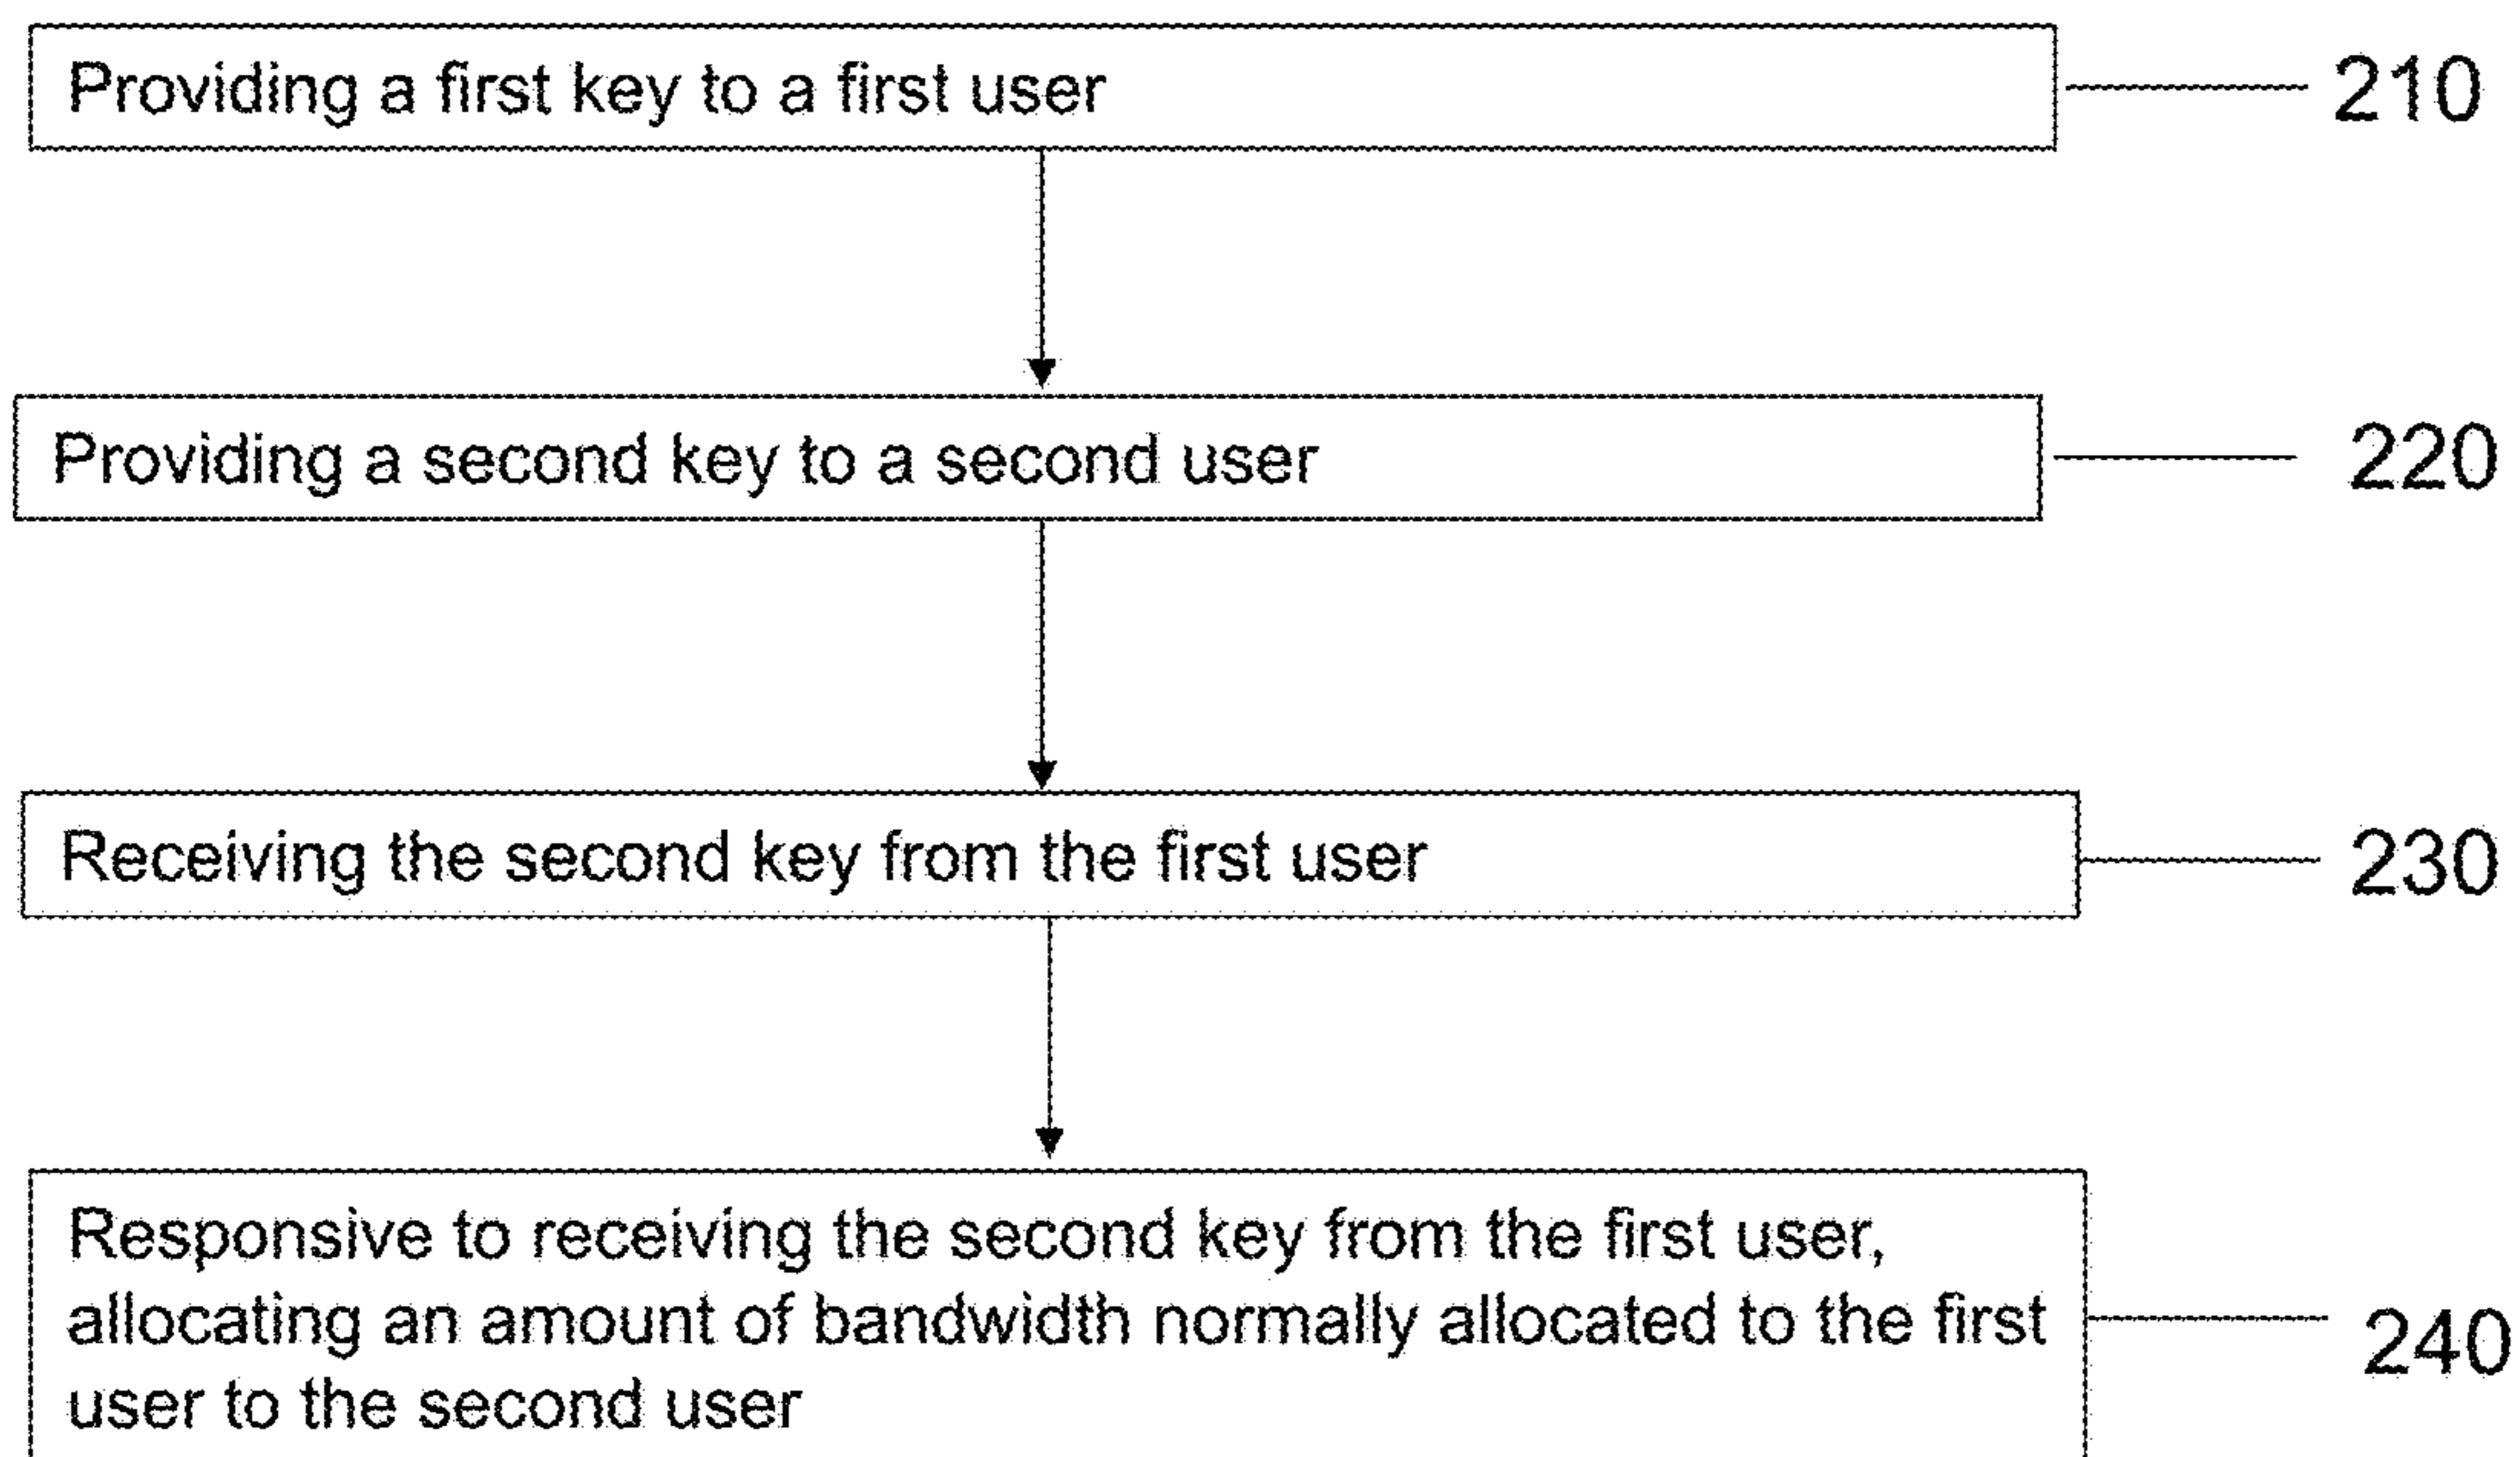 Providing a first key to a first user
210
Providing a second key to a second user
220
Receiving the second key from the first user
230
Responsive to receiving the second key from the first user,
allocating an amount of bandwidth normally allocated to the first
user to the second user
240